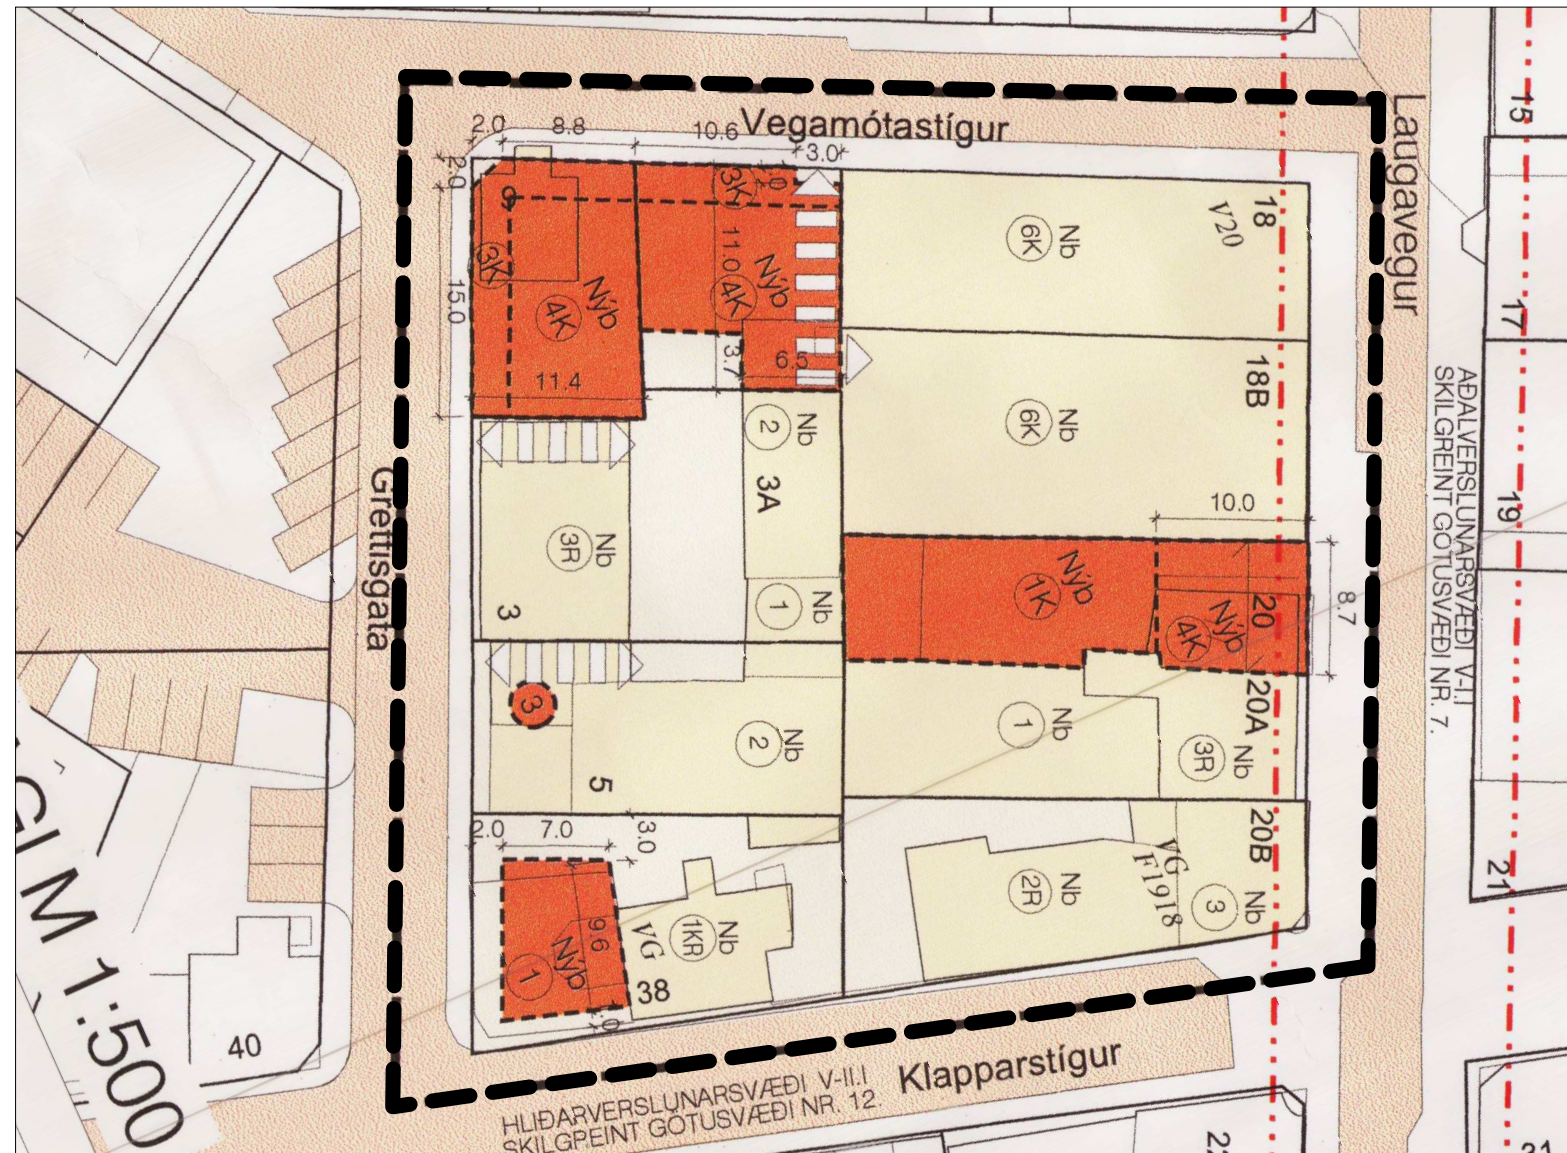 Vegamótastígur
Laugavegur
15
17
19
21
2.0
8.8
10.6
3.0
2.0
3K
18
V20
Nb
6K
3K
Nýb
4K
11.0
Nýb
4K
15.0
11.4
3.7
6.5
18B
Nb
6K
AÐALVERSLUNARSVÆÐI V-I.I
SKILGREINT GÖTUSVÆÐI NR. 7.
Grettisgata
Nb
2
3A
Nb
3R
3
Nb
1
10.0
8.7
Nýb
1K
20
Nýb
4K
3
5
Nb
2
Nb
1
20A
Nb
3R
2.0
7.0
3.0
9.6
Nýb
1
VG
Nb
1KR
38
Nb
2R
20B
VG
F1918
Nb
3
40
GI M 1:500
Klapparstígur
HLIÐARVERSLUNARSVÆÐI V-II.I
SKILGREINT GÖTUSVÆÐI NR. 12